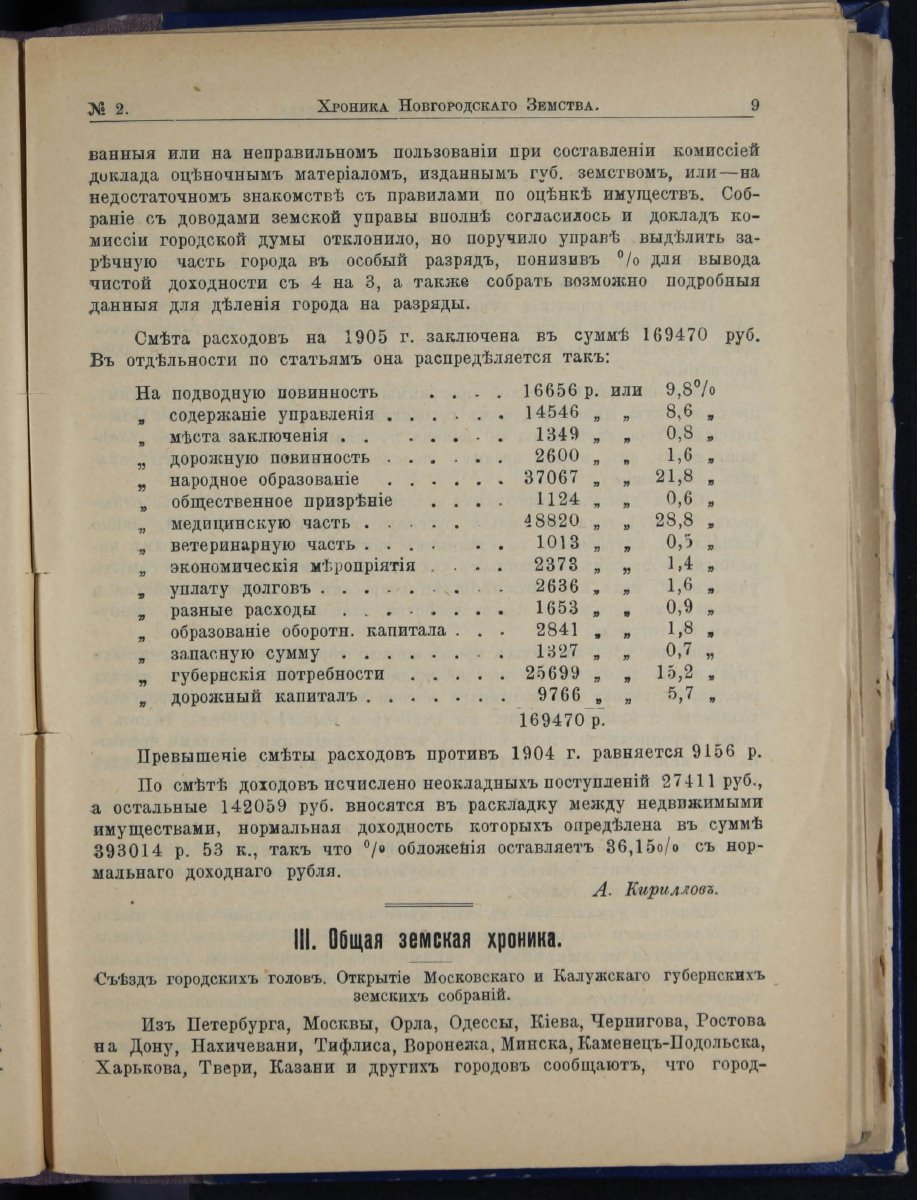 № 2. Хроника Новгородскаго Земства. 9
ванныя или на неправильномъ пользованіи при составленіи комиссіей
доклада оцѣночнымъ матеріаломъ, изданнымъ губ. земствомъ, или—на
недостаточномъ знакомствѣ съ правилами по оцѣнкѣ имуществъ. Соб-
раніе съ доводами земской управы вполнѣ согласилось и докладъ ко-
миссіи городской думы отклонило, но поручило управѣ выдѣлить за-
рѣчную часть города въ особый разрядъ, понизивъ % для вывода
чистой доходности съ 4 на 3, а также собрать возможно подробныя
данныя для дѣленія города на разряды.
Смѣта расходовъ на 1905 г. заключена въ суммѣ 169470 руб.
Въ отдѣльности по статьямъ она распредѣляется такъ:
На подводную повинность . . . . 16656 р. или 9,8%
„ содержаніе управленія . . . . . . 14546 „ „ 8,6 „
„ мѣста заключенія . . . . . . . 1349 „ „ 0,8 „
„ дорожную повинность . . . . . . 2600 „ „ 1,6 „
„ народное образованіе . . . . . . 37067 „ „ 21,8 „
„ общественное призрѣніе . . . . 1124 „ „ 0,6 „
„ медицинскую часть . . . . . 48820 „ „ 28,8 „
„ ветеринарную часть . . . . . . 1013 „ „ 0,5 „
„ экономическія мѣропріятія . . . . 2373 „ „ 1,4 „
„ уплату долговъ . . . . . . . . 2636 „ „ 1,6 „
„ разные расходы . . . . . . . 1653 „ „ 0,9 „
„ образованіе оборотн. капитала . . . 2841 „ „ 1,8 „
„ запасную сумму . . . . . . . 1327 „ „ 0,7 „
„ губернскія потребности . . . . . 25699 „ „ 15,2 „
„ дорожный капиталъ . . . . . . . 9766 „ „ 5,7 „
169470 р.
Превышеніе смѣты расходовъ противъ 1904 г. равняется 9156 р.
По смѣтѣ доходовъ исчислено неокладныхъ поступленій 27411 руб.,
а остальные 142059 руб. вносятся въ раскладку между недвижимыми
имуществами, нормальная доходность которыхъ опредѣлена въ суммѣ
393014 р. 53 к., такъ что % обложенія оставляетъ 36,15% съ нор-
мальнаго доходнаго рубля.
А. Кирилловъ.
III. Общая земская хроника.
Съѣздъ городскихъ головъ. Открытіе Московскаго и Калужскаго губернскихъ
земскихъ собраній.
Изъ Петербурга, Москвы, Орла, Одессы, Кіева, Чернигова, Ростова
на Дону, Нахичевани, Тифлиса, Воронежа, Минска, Каменецъ-Подольска,
Харькова, Твери, Казани и другихъ городовъ сообщаютъ, что город-